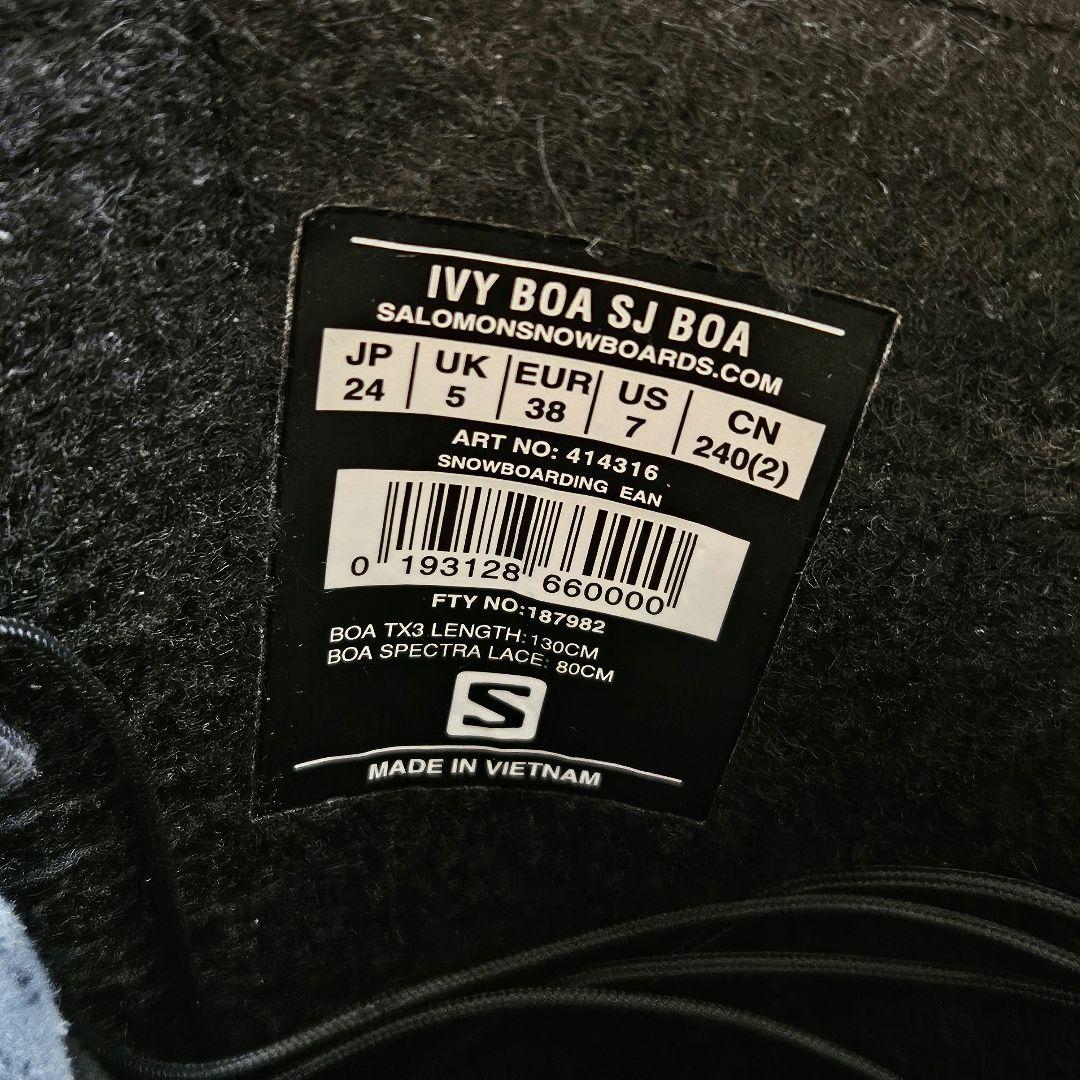 IVY BOA SJ BOA
SALOMONSNOWBOARDS.COM
JP UK EUR US CN
24 5 38 7 240(2)
ART NO: 414316
SNOWBOARDING EAN
0 193128 660000
FTY NO:187982
BOA TX3 LENGTH: 130CM
BOA SPECTRA LACE: 80CM
S
MADE IN VIETNAM